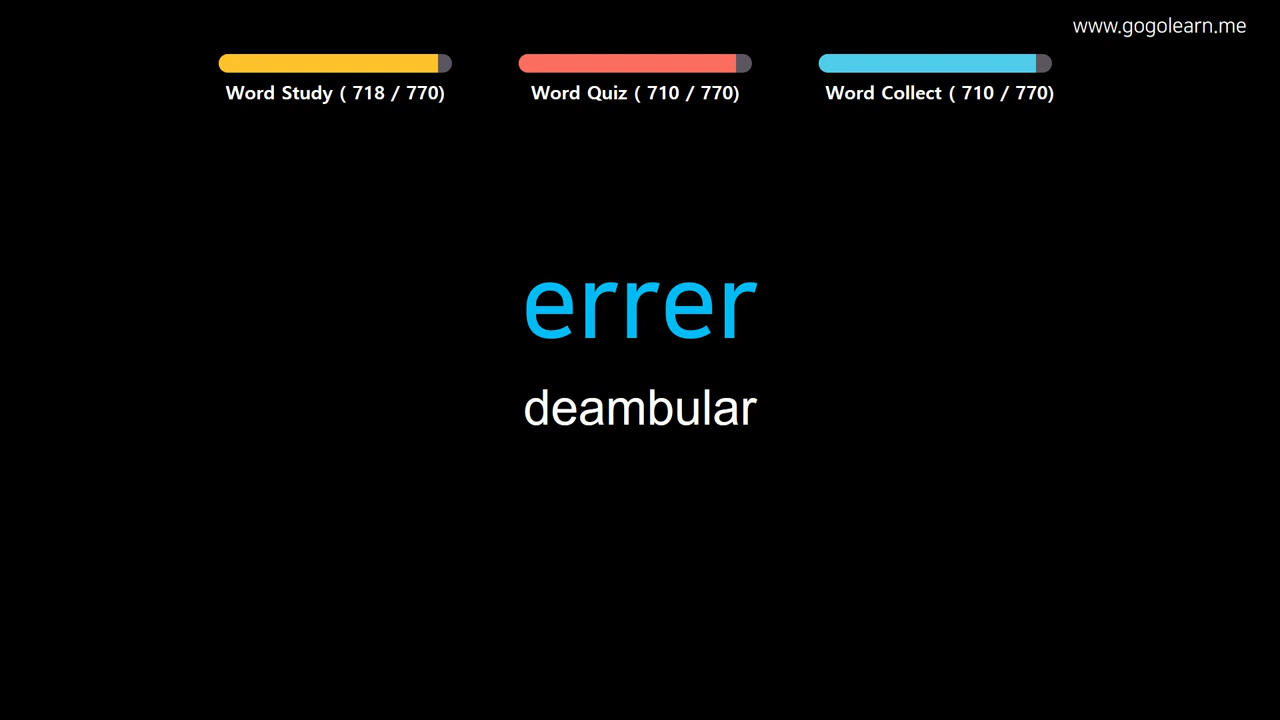 www.gogolearn.me
Word Study ( 718 / 770)
Word Quiz ( 710 / 770)
Word Collect ( 710 / 770)
errer
deambular